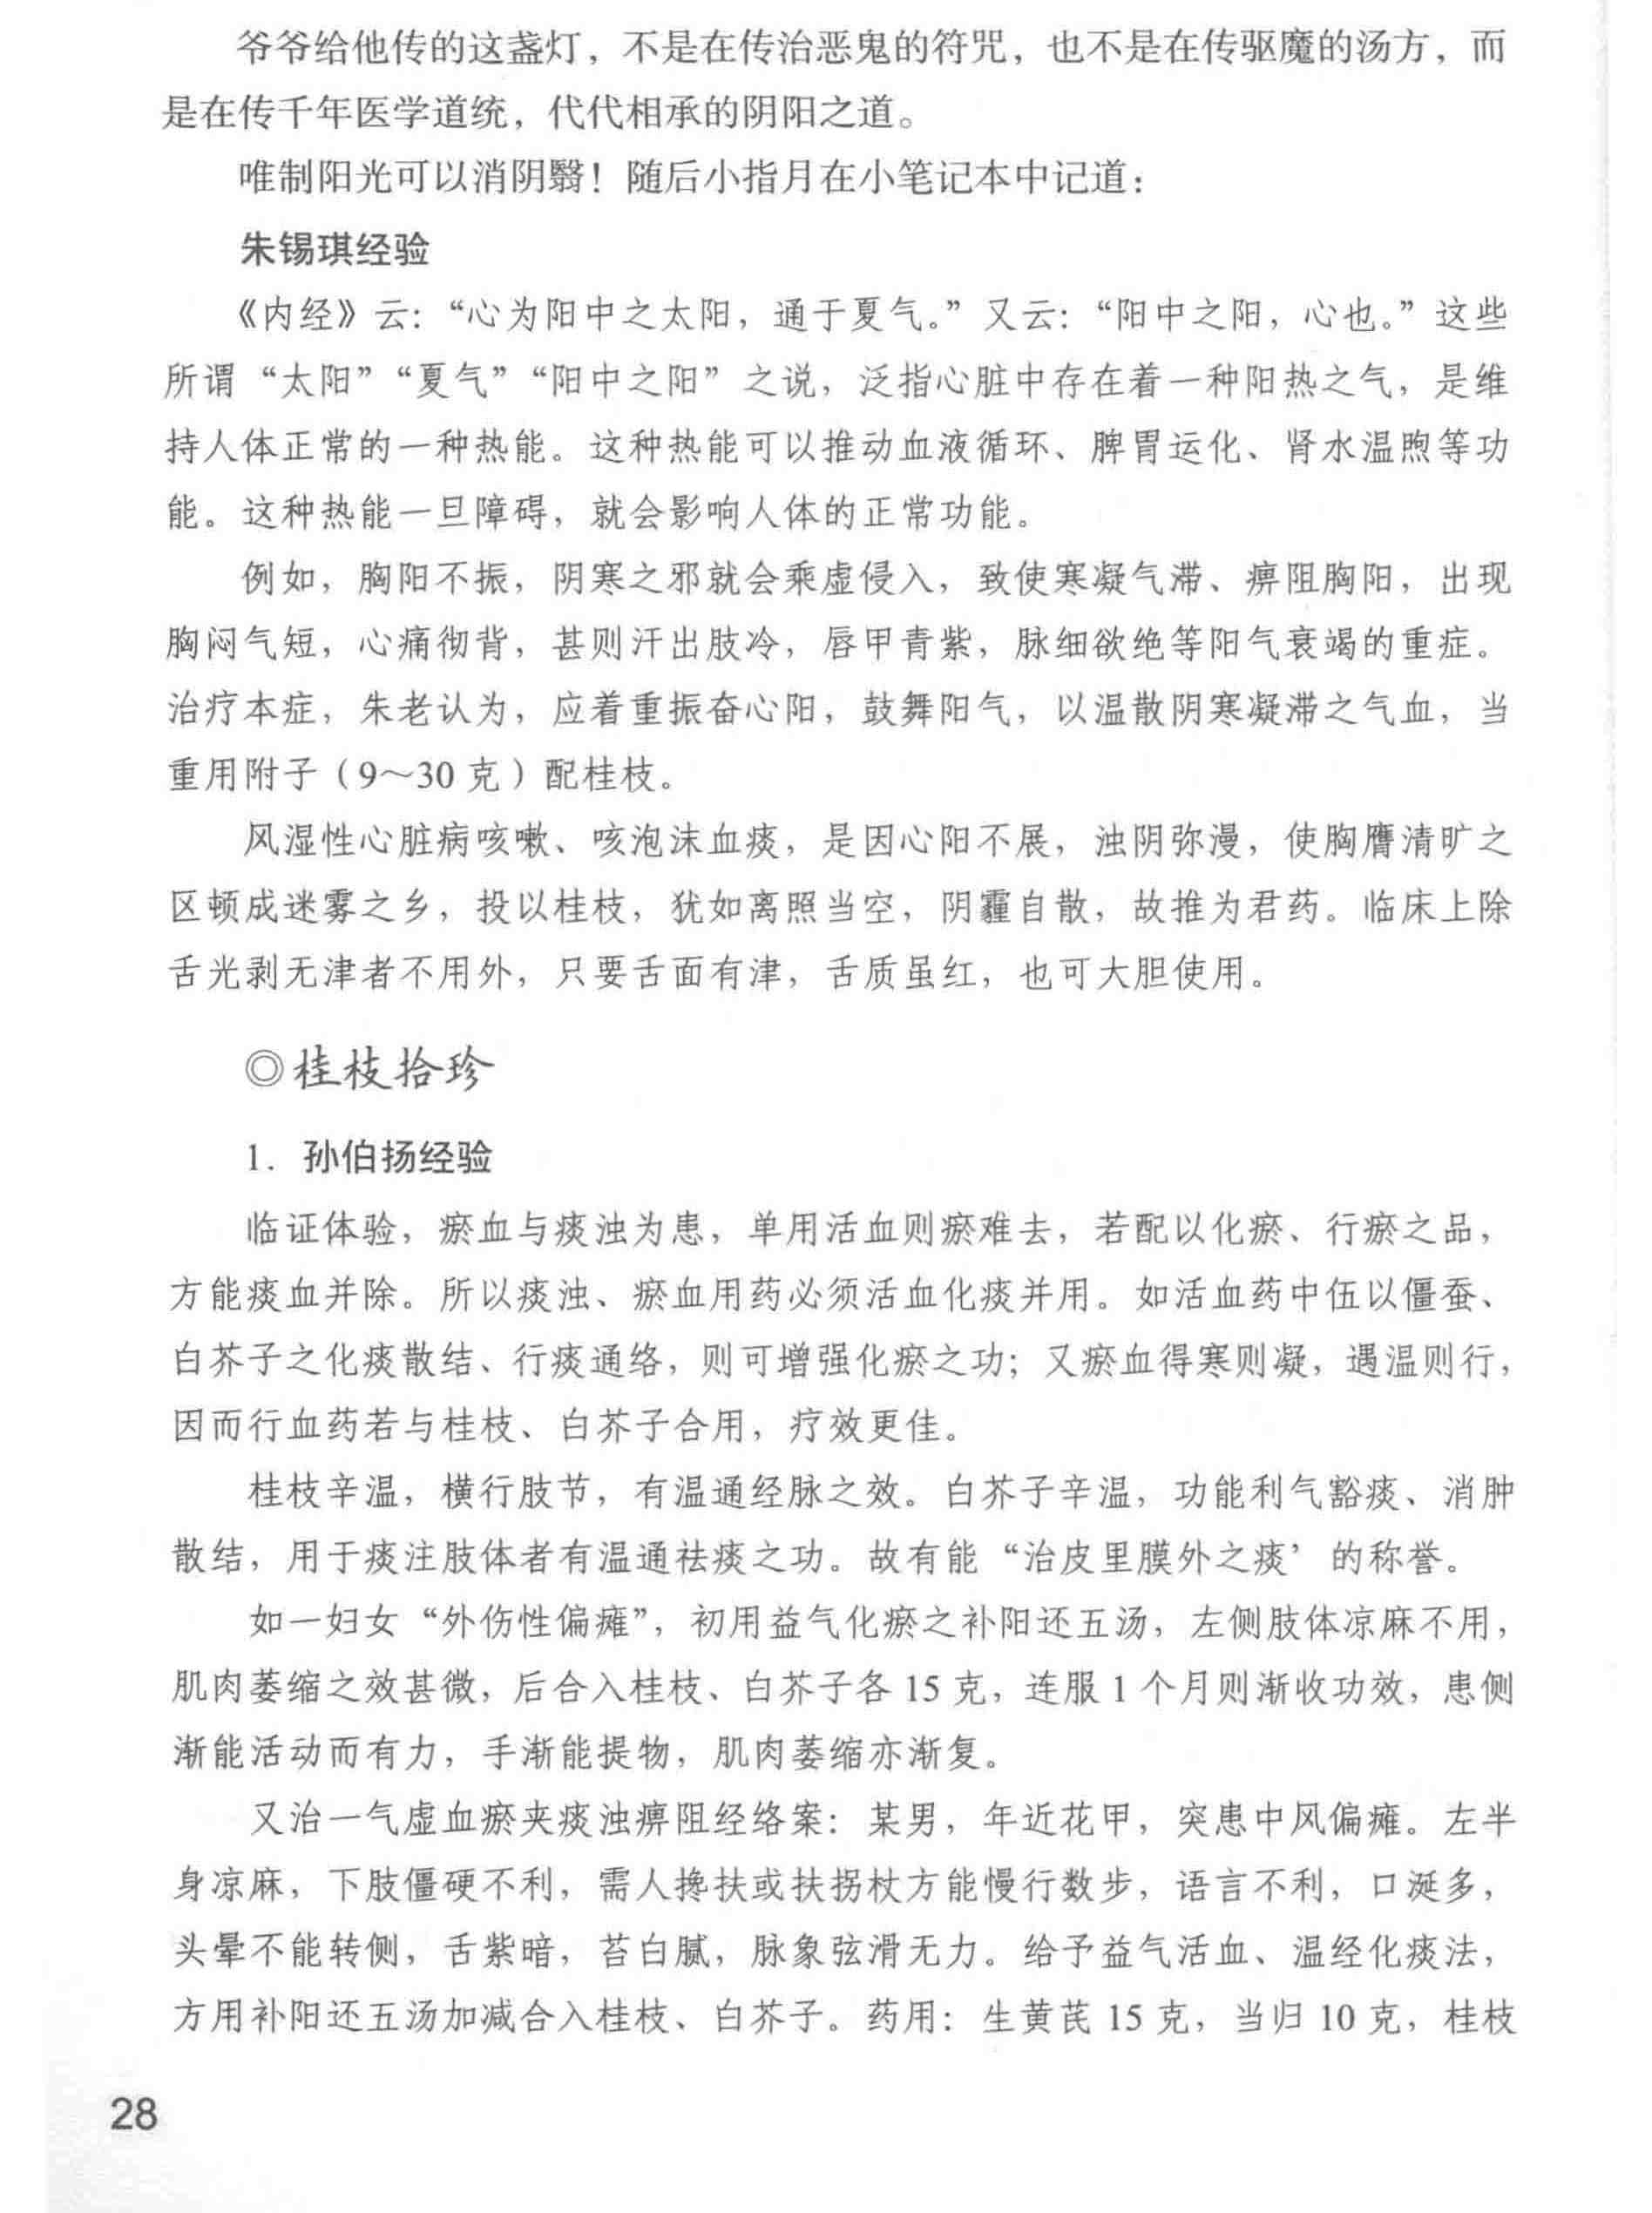 爷爷给他传的这盏灯，不是在传治恶鬼的符咒，也不是在传驱魔的汤方，而
是在传千年医学道统，代代相承的阴阳之道。
唯制阳光可以消阴翳！随后小指月在小笔记本中记道：
朱锡琪经验
《内经》云：“心为阳中之太阳，通于夏气。”又云：“阳中之阳，心也。”这些
所谓“太阳”“夏气”“阳中之阳”之说，泛指心脏中存在着一种阳热之气，是维
持人体正常的一种热能。这种热能可以推动血液循环、脾胃运化、肾水温煦等功
能。这种热能一旦障碍，就会影响人体的正常功能。
例如，胸阳不振，阴寒之邪就会乘虚侵入，致使寒凝气滞、痹阻胸阳，出现
胸闷气短，心痛彻背，甚则汗出肢冷，唇甲青紫，脉细欲绝等阳气衰竭的重症。
治疗本症，朱老认为，应着重振奋心阳，鼓舞阳气，以温散阴寒凝滞之气血，当
重用附子（9～30 克）配桂枝。
风湿性心脏病咳嗽、咳泡沫血痰，是因心阳不展，浊阴弥漫，使胸膺清旷之
区顿成迷雾之乡，投以桂枝，犹如离照当空，阴霾自散，故推为君药。临床上除
舌光剥无津者不用外，只要舌面有津，舌质虽红，也可大胆使用。
◎桂枝拾珍
1．孙伯扬经验
临证体验，瘀血与痰浊为患，单用活血则瘀难去，若配以化瘀、行瘀之品，
方能痰血并除。所以痰浊、瘀血用药必须活血化痰并用。如活血药中伍以僵蚕、
白芥子之化痰散结、行痰通络，则可增强化瘀之功；又瘀血得寒则凝，遇温则行，
因而行血药若与桂枝、白芥子合用，疗效更佳。
桂枝辛温，横行肢节，有温通经脉之效。白芥子辛温，功能利气豁痰、消肿
散结，用于痰注肢体者有温通祛痰之功。故有能“治皮里膜外之痰’的称誉。
如一妇女“外伤性偏瘫”，初用益气化瘀之补阳还五汤，左侧肢体凉麻不用，
肌肉萎缩之效甚微，后合入桂枝、白芥子各 15 克，连服 1 个月则渐收功效，患侧
渐能活动而有力，手渐能提物，肌肉萎缩亦渐复。
又治一气虚血瘀夹痰浊痹阻经络案：某男，年近花甲，突患中风偏瘫。左半
身凉麻，下肢僵硬不利，需人搀扶或扶拐杖方能慢行数步，语言不利，口涎多，
头晕不能转侧，舌紫暗，苔白腻，脉象弦滑无力。给予益气活血、温经化痰法，
方用补阳还五汤加减合入桂枝、白芥子。药用：生黄芪 15 克，当归 10 克，桂枝
28